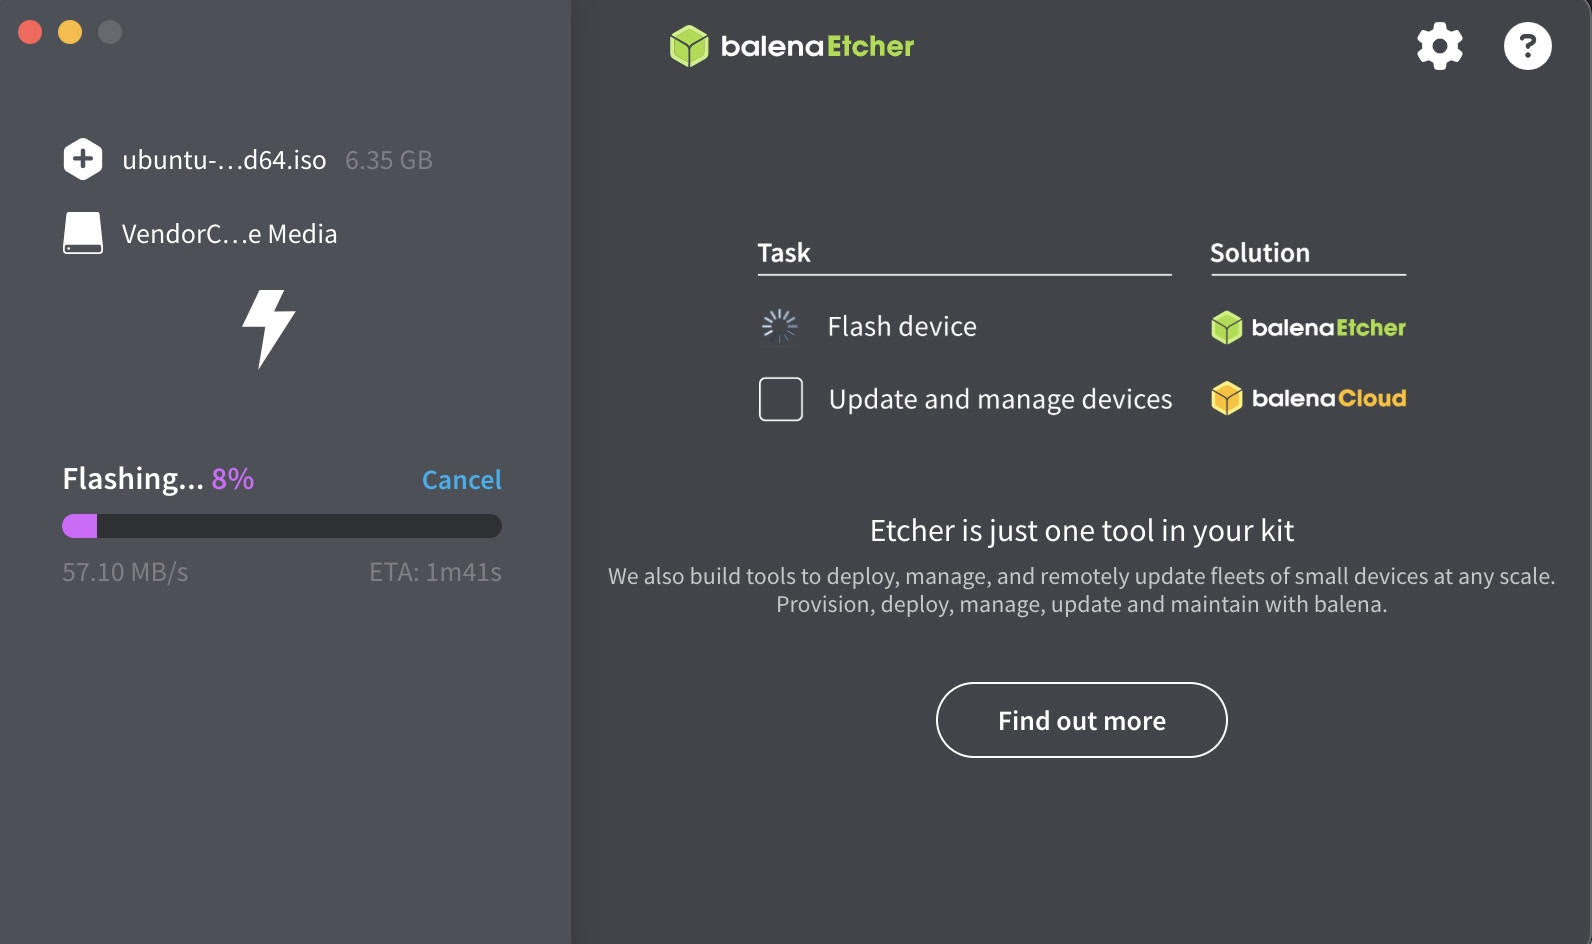 balenaEtcher
?
ubuntu-...d64.iso 6.35 GB
VendorC...e Media
Flashing... 8% Cancel
57.10 MB/s ETA: 1m41s
Task Solution
Flash device balenaEtcher
Update and manage devices balenaCloud
Etcher is just one tool in your kit
We also build tools to deploy, manage, and remotely update fleets of small devices at any scale.
Provision, deploy, manage, update and maintain with balena.
Find out more